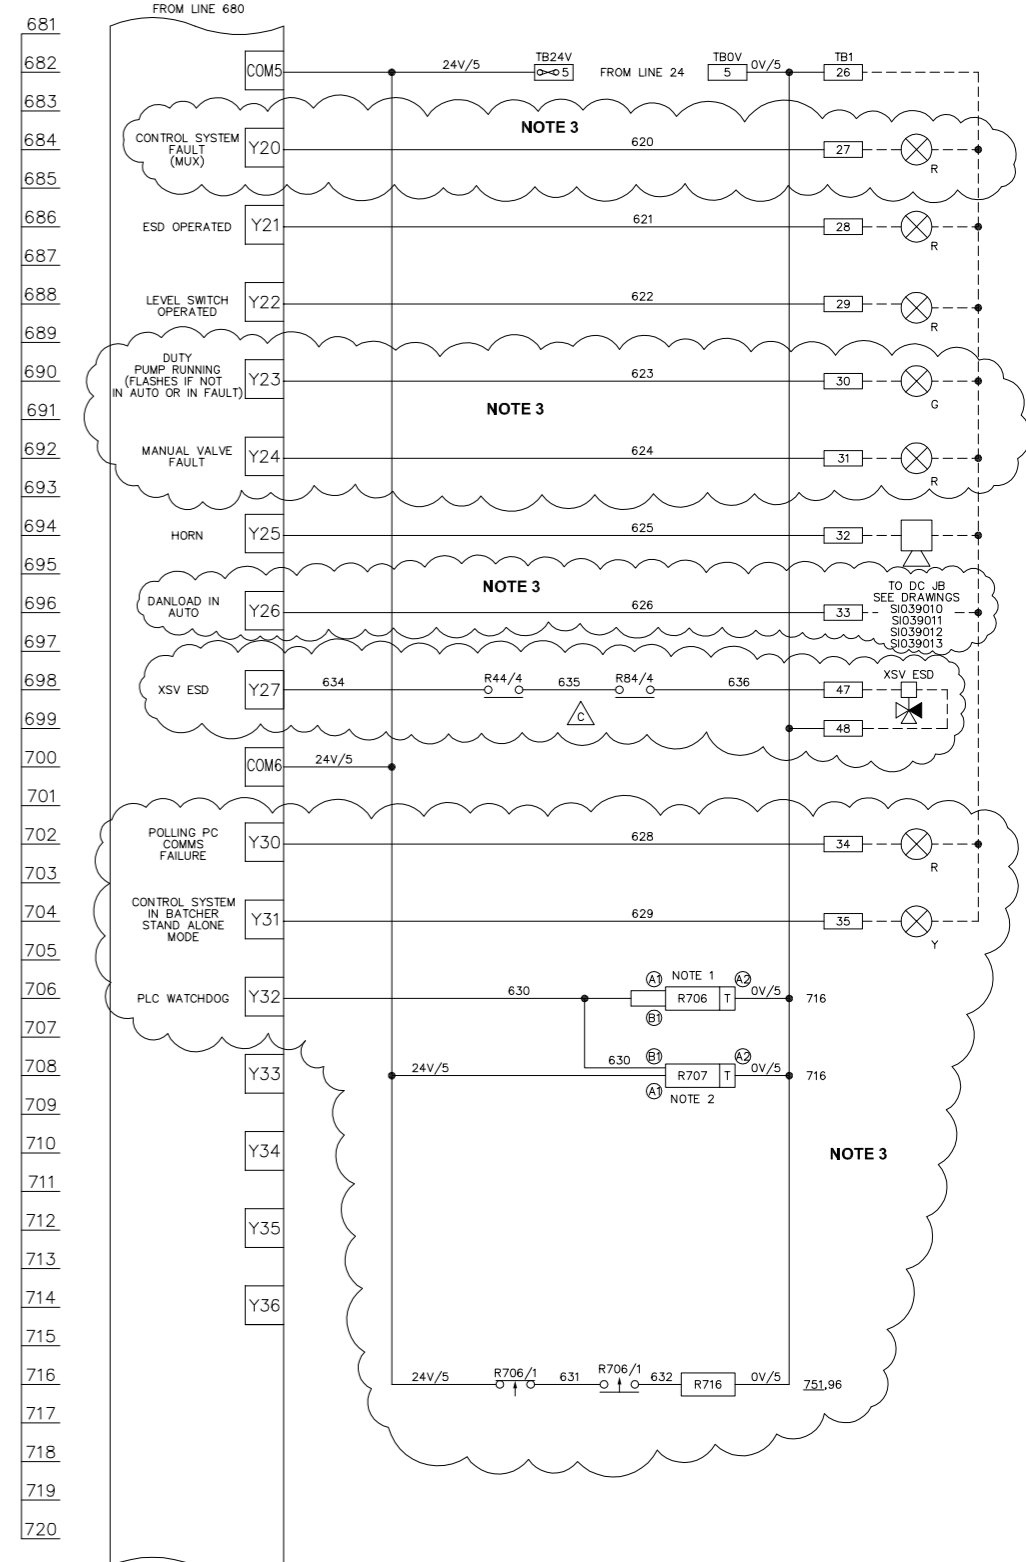 FROM LINE 680
681
682 COM5 24V/5 TB24V 5 FROM LINE 24 TB0V 5 0V/5 TB1 26
683
NOTE 3
684 CONTROL SYSTEM FAULT (MUX) Y20 620 27 R
685
686 ESD OPERATED Y21 621 28 R
687
688 LEVEL SWITCH OPERATED Y22 622 29 R
689
690 DUTY PUMP RUNNING (FLASHES IF NOT IN AUTO OR IN FAULT) Y23 623 30 G
691 NOTE 3
692 MANUAL VALVE FAULT Y24 624 31 R
693
694 HORN Y25 625 32
695 NOTE 3
696 DANLOAD IN AUTO Y26 626 33
TO DC JB
SEE DRAWINGS
SI039010
SI039011
SI039012
SI039013
697
698 XSV ESD Y27 634 R44/4 635 R84/4 636 47 XSV ESD
C
699 48
700 COM6 24V/5
701
702 POLLING PC COMMS FAILURE Y30 628 34 R
703
704 CONTROL SYSTEM IN BATCHER STAND ALONE MODE Y31 629 35 Y
705
706 PLC WATCHDOG Y32 630 A1 NOTE 1 A2 R706 T 0V/5 716
B1
707
708 Y33 24V/5 630 B1 A2 R707 T 0V/5 716
A1 NOTE 2
709
710 Y34 NOTE 3
711
712 Y35
713
714 Y36
715
716 24V/5 R706/1 631 R706/1 632 R716 0V/5 751,96
717
718
719
720